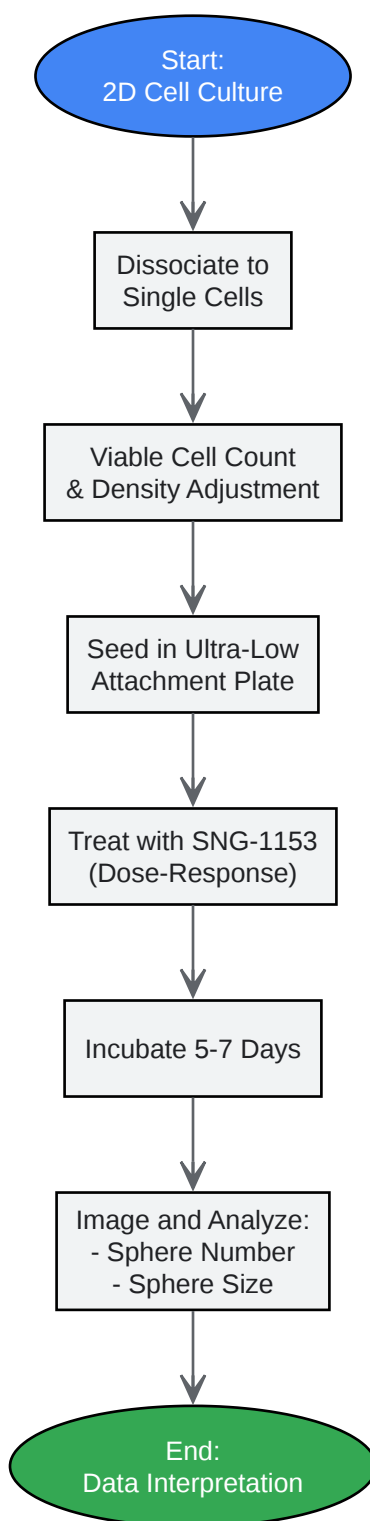 Start:
2D Cell Culture
Dissociate to
Single Cells
Viable Cell Count
& Density Adjustment
Seed in Ultra-Low
Attachment Plate
Treat with SNG-1153
(Dose-Response)
Incubate 5-7 Days
Image and Analyze:
- Sphere Number
- Sphere Size
End:
Data Interpretation